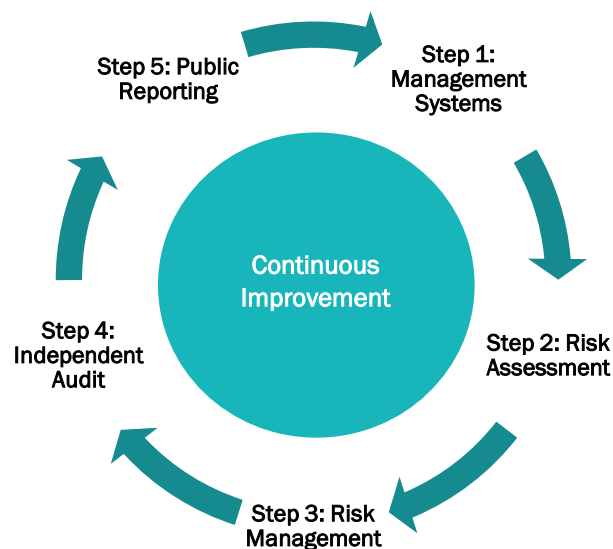 Step 1:
Management
Systems
Step 2: Risk
Assessment
Step 3: Risk
Management
Step 4:
Independent
Audit
Step 5: Public
Reporting
Continuous
Improvement